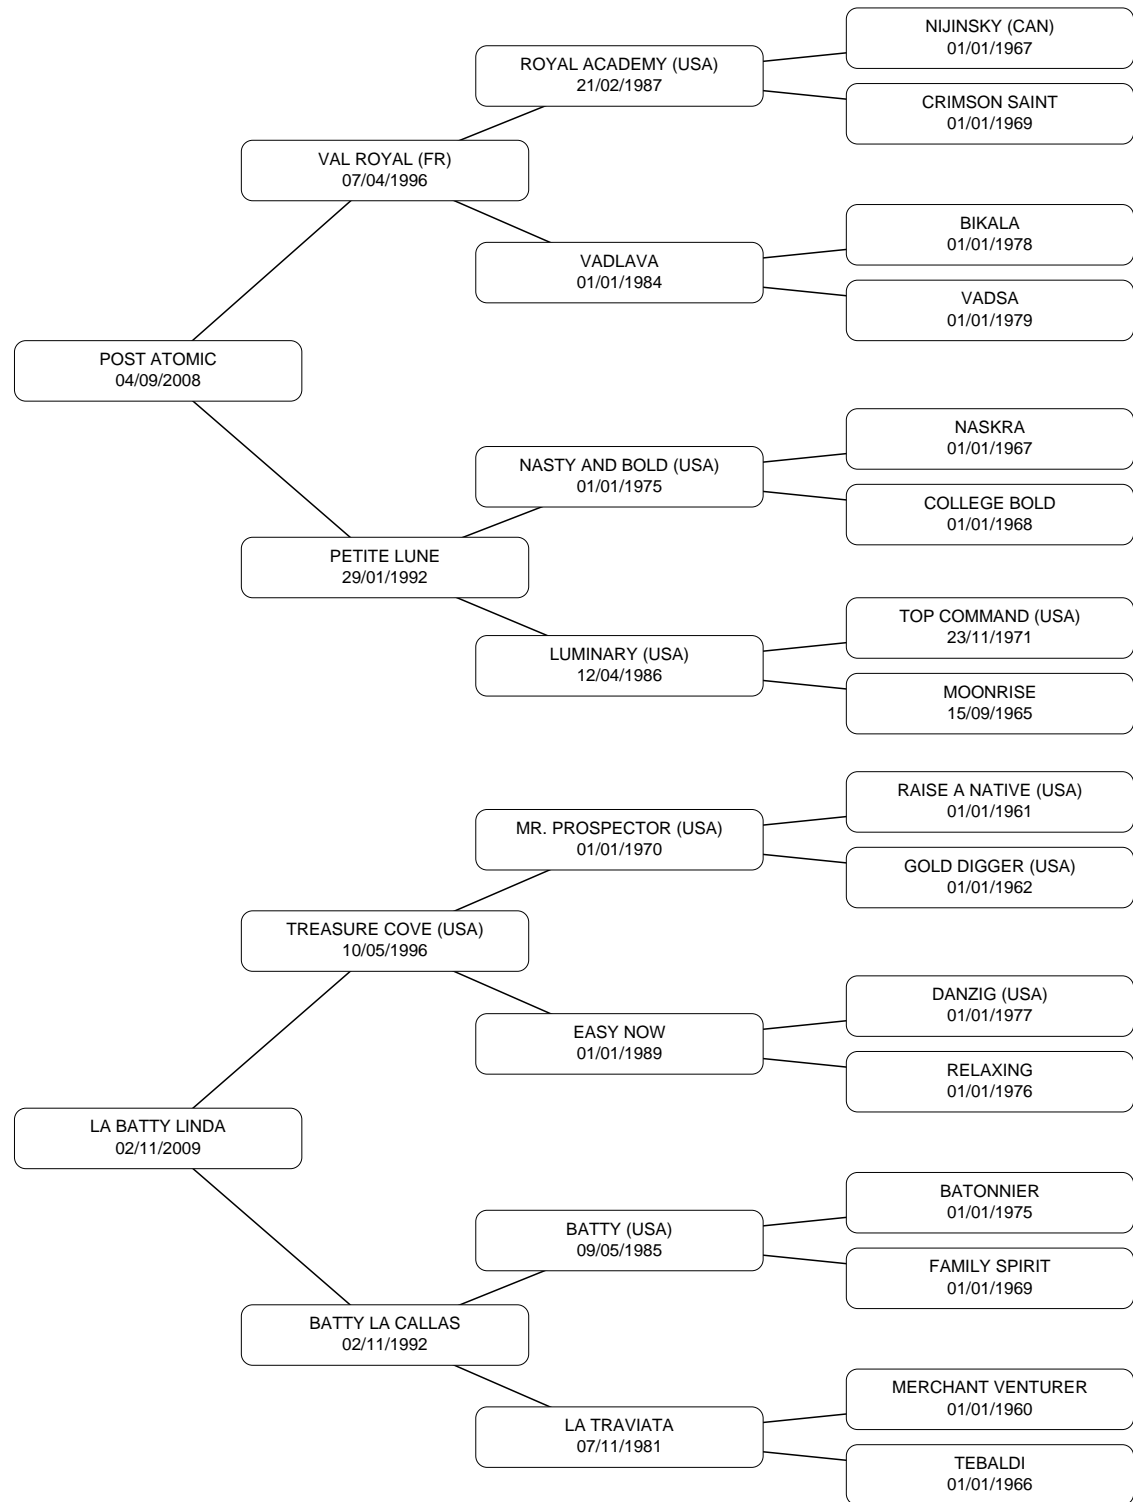 NIJINSKY (CAN)
01/01/1967
ROYAL ACADEMY (USA)
21/02/1987
CRIMSON SAINT
01/01/1969
VAL ROYAL (FR)
07/04/1996
BIKALA
01/01/1978
VADLAVA
01/01/1984
VADSA
01/01/1979
POST ATOMIC
04/09/2008
NASKRA
01/01/1967
NASTY AND BOLD (USA)
01/01/1975
COLLEGE BOLD
01/01/1968
PETITE LUNE
29/01/1992
TOP COMMAND (USA)
23/11/1971
LUMINARY (USA)
12/04/1986
MOONRISE
15/09/1965
RAISE A NATIVE (USA)
01/01/1961
MR. PROSPECTOR (USA)
01/01/1970
GOLD DIGGER (USA)
01/01/1962
TREASURE COVE (USA)
10/05/1996
DANZIG (USA)
01/01/1977
EASY NOW
01/01/1989
RELAXING
01/01/1976
LA BATTY LINDA
02/11/2009
BATONNIER
01/01/1975
BATTY (USA)
09/05/1985
FAMILY SPIRIT
01/01/1969
BATTY LA CALLAS
02/11/1992
MERCHANT VENTURER
01/01/1960
LA TRAVIATA
07/11/1981
TEBALDI
01/01/1966